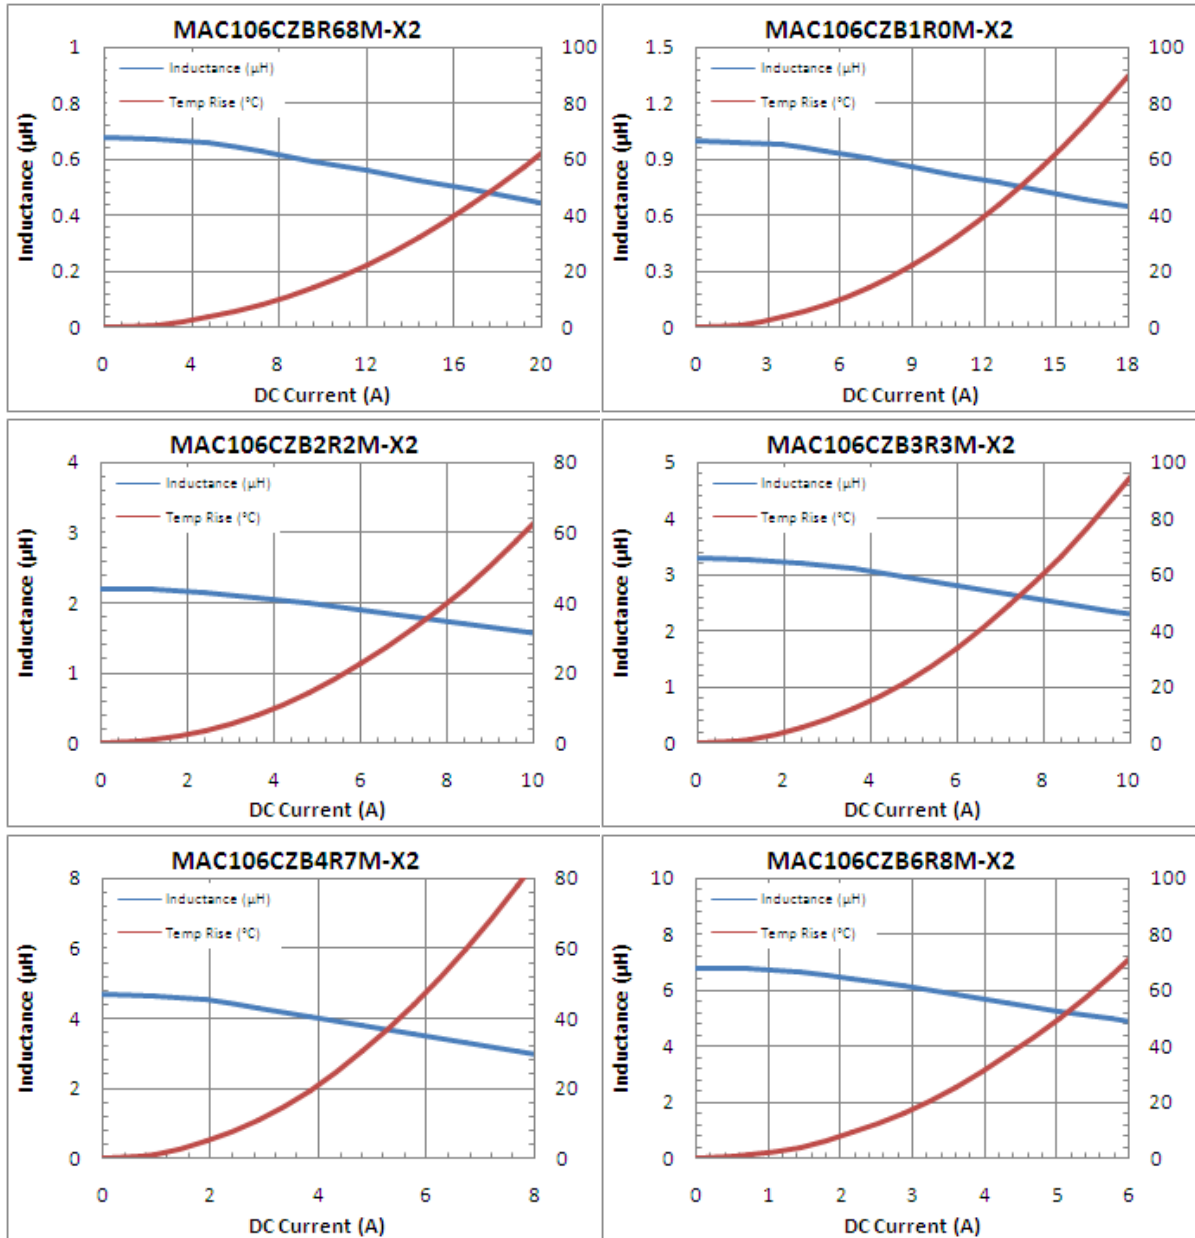 MAC106CZBR68M-X2
Inductance (µH)
Temp Rise (°C)
1
0.8
0.6
0.4
0.2
0
100
80
60
40
20
0
Inductance (µH)
0 4 8 12 16 20
DC Current (A)
MAC106CZB1R0M-X2
Inductance (µH)
Temp Rise (°C)
1.5
1.2
0.9
0.6
0.3
0
100
80
60
40
20
0
Inductance (µH)
0 3 6 9 12 15 18
DC Current (A)
MAC106CZB2R2M-X2
Inductance (µH)
Temp Rise (°C)
4
3
2
1
0
80
60
40
20
0
Inductance (µH)
0 2 4 6 8 10
DC Current (A)
MAC106CZB3R3M-X2
Inductance (µH)
Temp Rise (°C)
5
4
3
2
1
0
100
80
60
40
20
0
Inductance (µH)
0 2 4 6 8 10
DC Current (A)
MAC106CZB4R7M-X2
Inductance (µH)
Temp Rise (°C)
8
6
4
2
0
80
60
40
20
0
Inductance (µH)
0 2 4 6 8
DC Current (A)
MAC106CZB6R8M-X2
Inductance (µH)
Temp Rise (°C)
10
8
6
4
2
0
100
80
60
40
20
0
Inductance (µH)
0 1 2 3 4 5 6
DC Current (A)